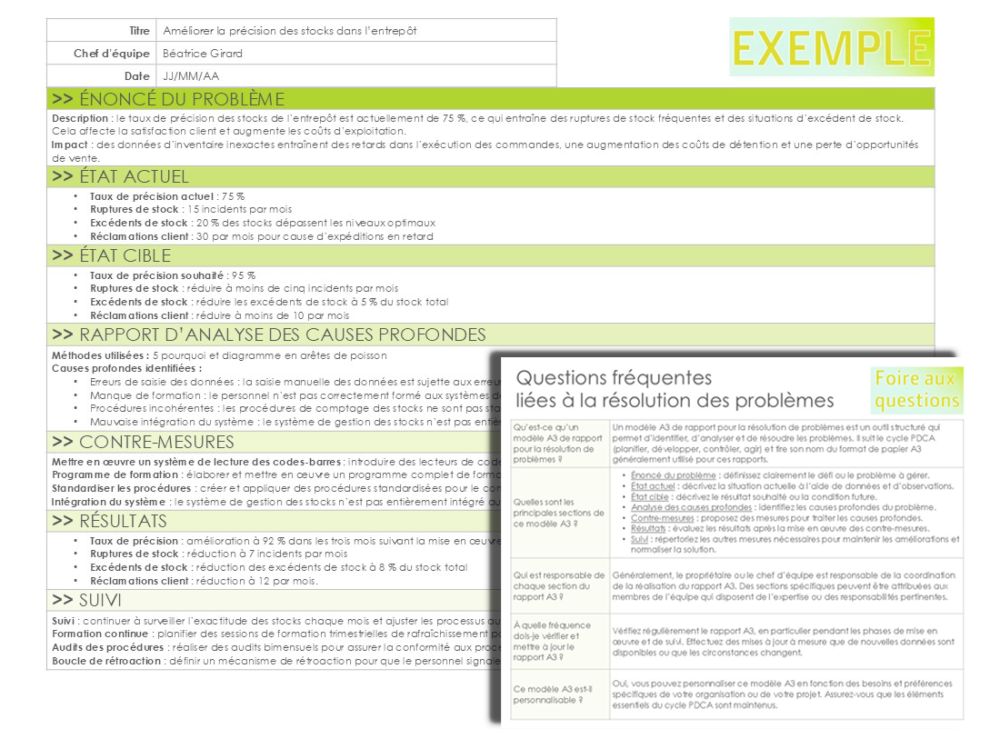 Titre Améliorer la précision des stocks dans l'entrepôt
Chef d'équipe Béatrice Girard
Date JJ/MM/AA
EXEMPLE
>> ÉNONCÉ DU PROBLÈME
Description : le taux de précision des stocks de l'entrepôt est actuellement de 75 %, ce qui entraîne des ruptures de stock fréquentes et des situations d'excédent de stock.
Cela affecte la satisfaction client et augmente les coûts d'exploitation.
Impact : des données d'inventaire inexactes entraînent des retards dans l'exécution des commandes, une augmentation des coûts de détention et une perte d'opportunités
de vente.
>> ÉTAT ACTUEL
• Taux de précision actuel : 75 %
• Ruptures de stock : 15 incidents par mois
• Excédents de stock : 20 % des stocks dépassent les niveaux optimaux
• Réclamations client : 30 par mois pour cause d'expéditions en retard
>> ÉTAT CIBLE
• Taux de précision souhaité : 95 %
• Ruptures de stock : réduire à moins de cinq incidents par mois
• Excédents de stock : réduire les excédents de stock à 5 % du stock total
• Réclamations client : réduire à moins de 10 par mois
>> RAPPORT D'ANALYSE DES CAUSES PROFONDES
Méthodes utilisées : 5 pourquoi et diagramme en arêtes de poisson
Causes profondes identifiées :
• Erreurs de saisie des données : la saisie manuelle des données est sujette aux
• Manque de formation : le personnel n'est pas correctement formé aux systèmes
• Procédures incohérentes : les procédures de comptage des stocks ne sont pas
• Mauvaise intégration du système : le système de gestion des stocks n'est pas
>> CONTRE-MESURES
Mettre en œuvre un système de lecture des codes-barres : introduire des lecteurs de
Programme de formation : élaborer et mettre en œuvre un programme complet de
Standardiser les procédures : créer et appliquer des procédures standardisées pour le
Intégration du système : le système de gestion des stocks n'est pas entièrement intégré
>> RÉSULTATS
• Taux de précision : amélioration à 92 % dans les trois mois suivant la mise en
• Ruptures de stock : réduction à 7 incidents par mois
• Excédents de stock : réduction des excédents de stock à 8 % du stock total
• Réclamations client : réduction à 12 par mois.
>> SUIVI
Suivi : continuer à surveiller l'exactitude des stocks chaque mois et ajuster les processus
Formation continue : planifier des sessions de formation trimestrielles de rafraîchissement
Audits des procédures : réaliser des audits bimensuels pour assurer la conformité aux
Boucle de rétroaction : définir un mécanisme de rétroaction pour que le personnel
Questions fréquentes
liées à la résolution des problèmes
Foire aux
questions
Qu'est-ce qu'un
modèle A3 de rapport
pour la résolution de
problèmes ?
Un modèle A3 de rapport pour la résolution de problèmes est un outil structuré qui
permet d'identifier, d'analyser et de résoudre les problèmes. Il suit le cycle PDCA
(planifier, développer, contrôler, agir) et tire son nom du format de papier A3
généralement utilisé pour ces rapports.
Quelles sont les
principales sections de
ce modèle A3 ?
• Énoncé du problème : définissez clairement le défi ou le problème à gérer.
• État actuel : décrivez la situation actuelle à l'aide de données et d'observations.
• État cible : décrivez le résultat souhaité ou la condition future.
• Analyse des causes profondes : identifiez les causes profondes du problème.
• Contre-mesures : proposez des mesures pour traiter les causes profondes.
• Résultats : évaluez les résultats après la mise en œuvre des contre-mesures.
• Suivi : répertoriez les autres mesures nécessaires pour maintenir les améliorations et
normaliser la solution.
Qui est responsable de
chaque section du
rapport A3 ?
Généralement, le propriétaire ou le chef d'équipe est responsable de la coordination
de la réalisation du rapport A3. Des sections spécifiques peuvent être attribuées aux
membres de l'équipe qui disposent de l'expertise ou des responsabilités pertinentes.
À quelle fréquence
dois-je vérifier et
mettre à jour le
rapport A3 ?
Vérifiez régulièrement le rapport A3, en particulier pendant les phases de mise en
œuvre et de suivi. Effectuez des mises à jour à mesure que de nouvelles données sont
disponibles ou que les circonstances changent.
Ce modèle A3 est-il
personnalisable ?
Oui, vous pouvez personnaliser ce modèle A3 en fonction des besoins et préférences
spécifiques de votre organisation ou de votre projet. Assurez-vous que les éléments
essentiels du cycle PDCA sont maintenus.